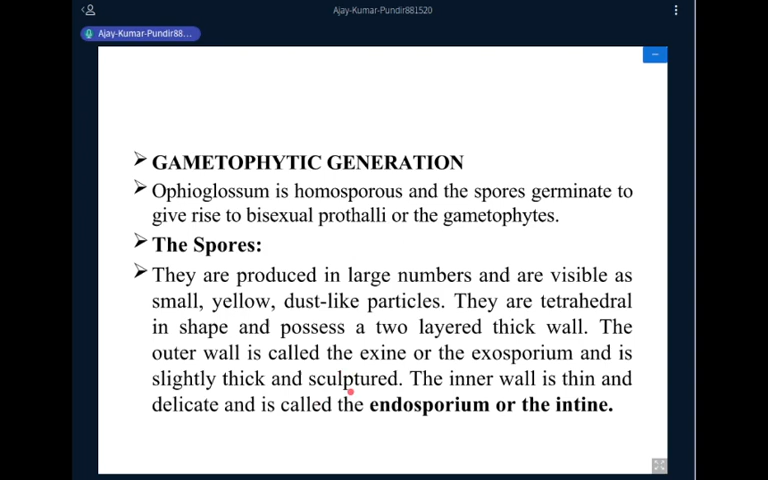 Ajay-Kumar-Pundir881520
Ajay-Kumar-Pundir88...
GAMETOPHYTIC GENERATION
Ophioglossum is homosporous and the spores germinate to
give rise to bisexual prothalli or the gametophytes.
The Spores:
They are produced in large numbers and are visible as
small, yellow, dust-like particles. They are tetrahedral
in shape and possess a two layered thick wall. The
outer wall is called the exine or the exosporium and is
slightly thick and sculptured. The inner wall is thin and
delicate and is called the endosporium or the intine.